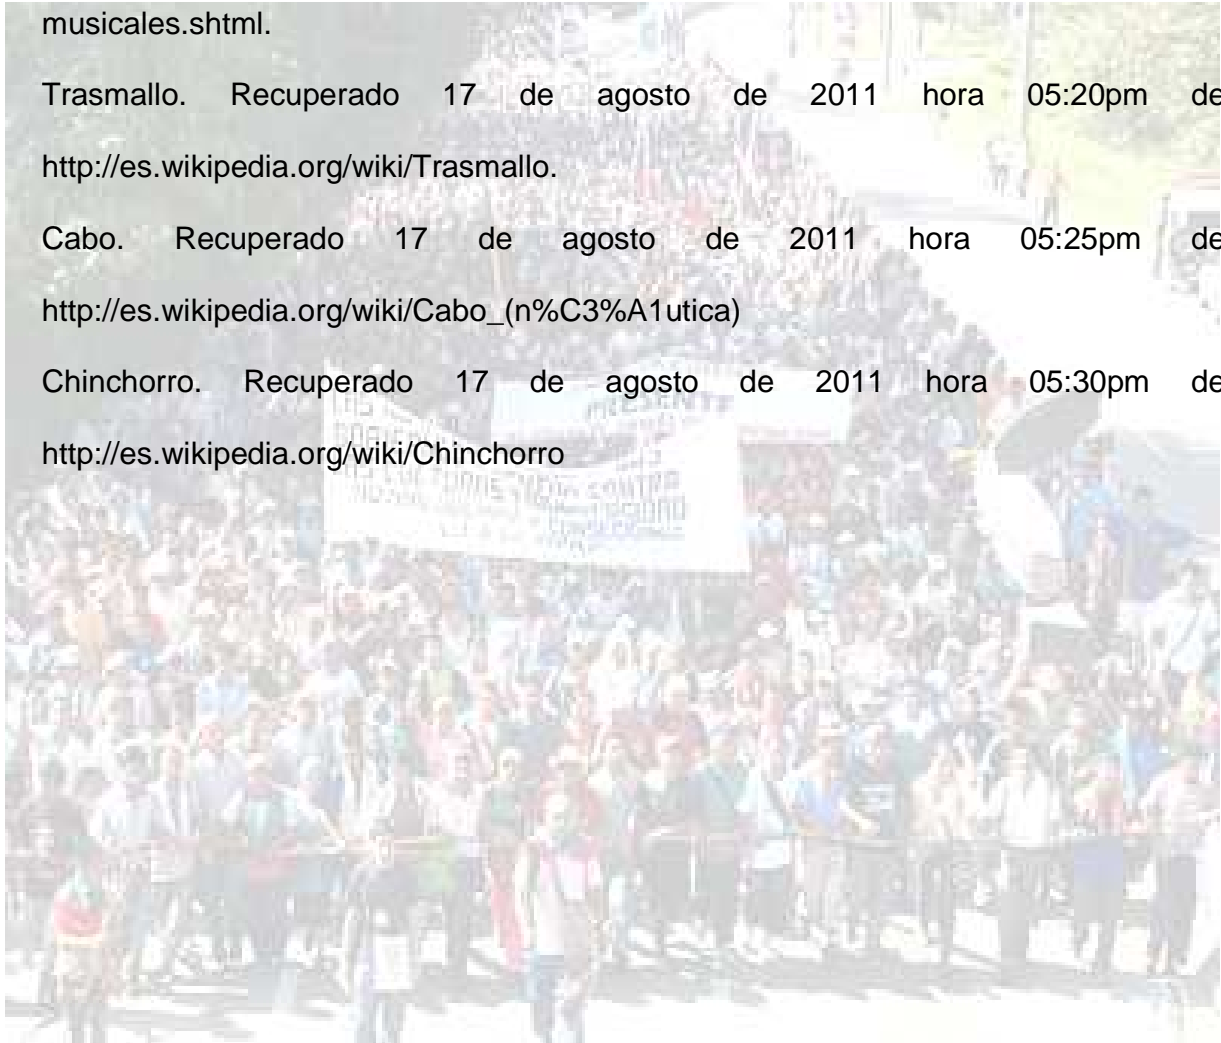 musicales.shtml.
Trasmallo. Recuperado 17 de agosto de 2011 hora 05:20pm de
http://es.wikipedia.org/wiki/Trasmallo.
Cabo. Recuperado 17 de agosto de 2011 hora 05:25pm de
http://es.wikipedia.org/wiki/Cabo_(n%C3%A1utica)
Chinchorro. Recuperado 17 de agosto de 2011 hora 05:30pm de
http://es.wikipedia.org/wiki/Chinchorro
PRESENTE
CONTRA